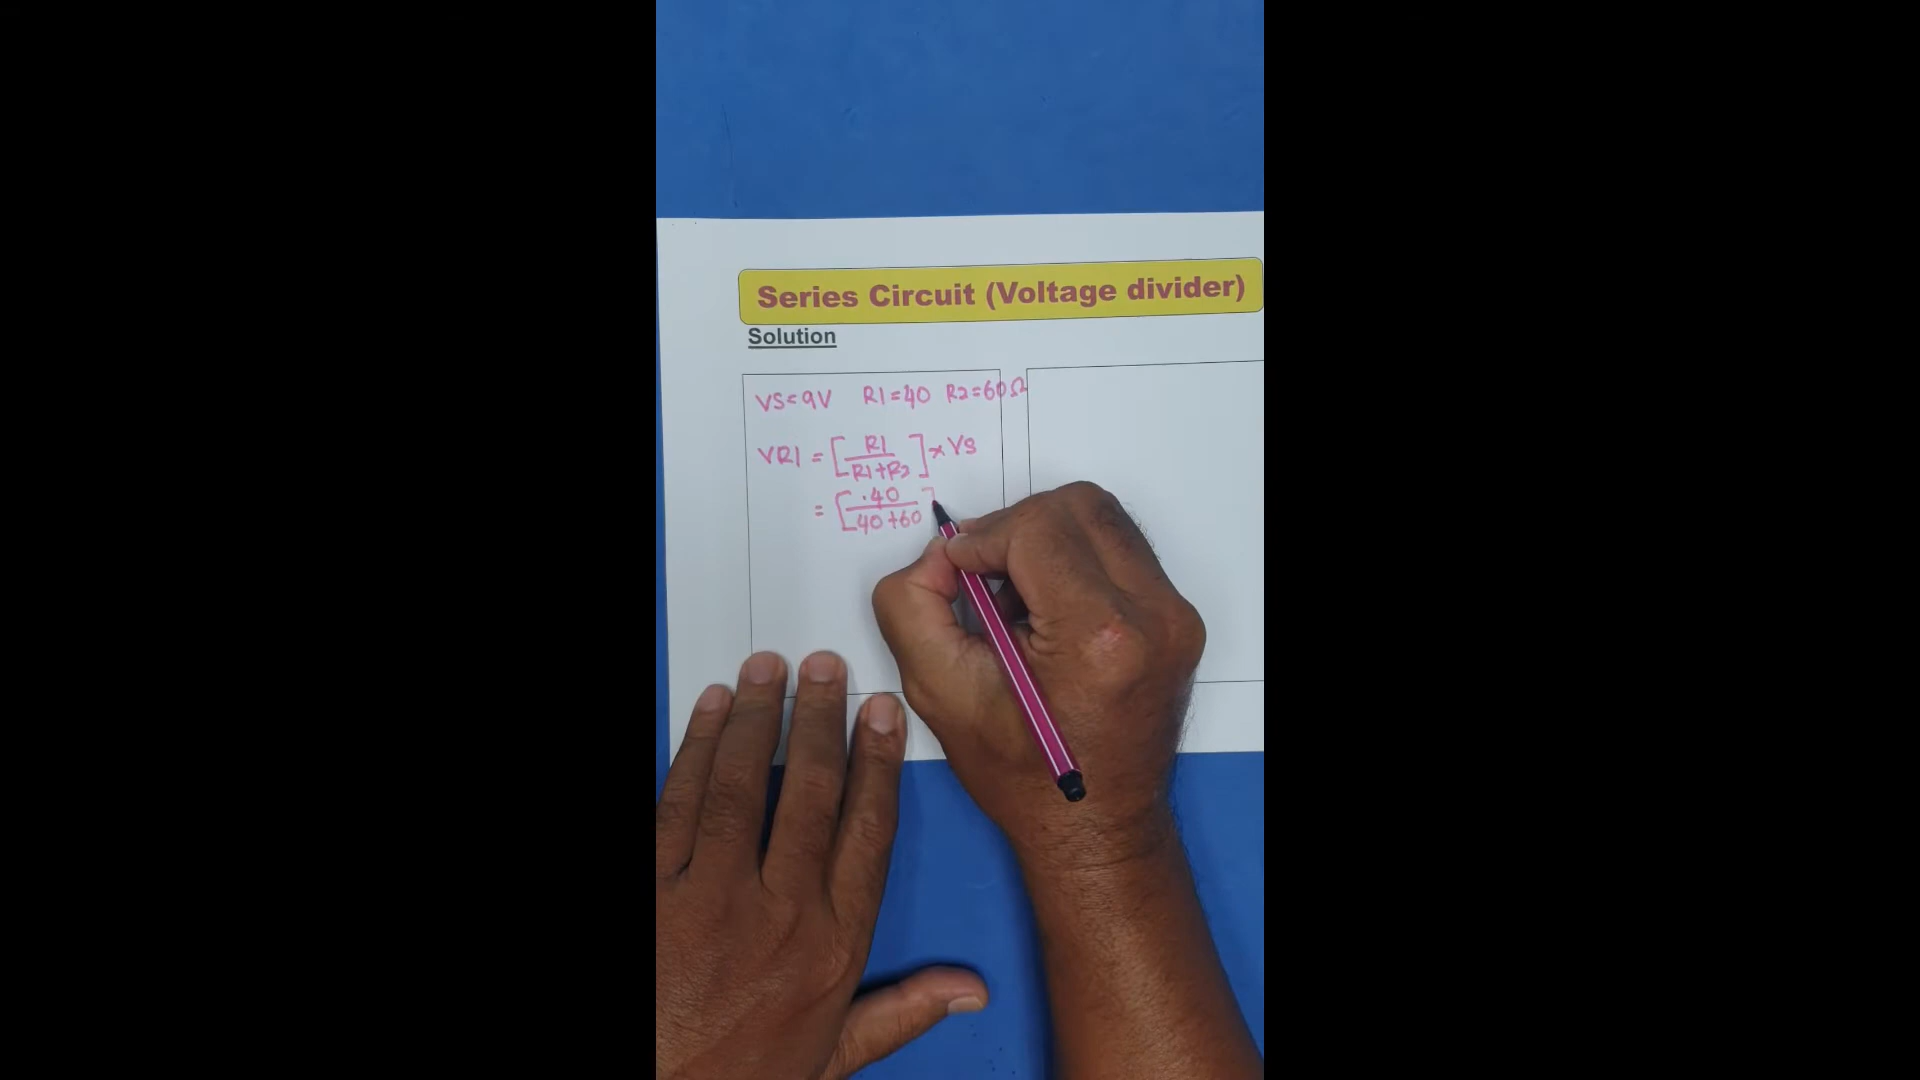 Series Circuit (Voltage divider)
Solution
VS=9V R1=40 R2=60Ω
VR1 = [R1/R1+R2] × VS
= [.40/40+60]